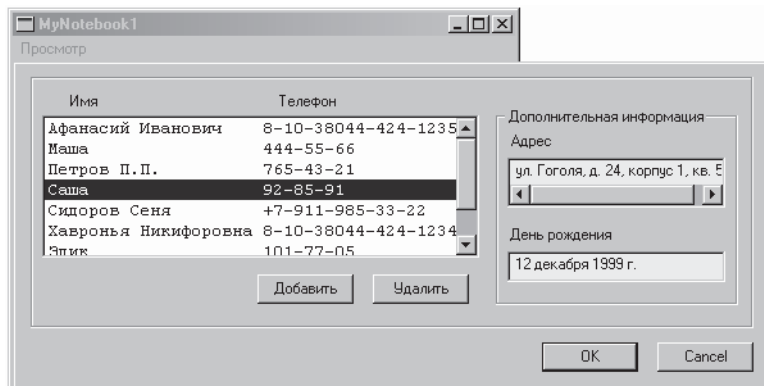 MyNotebook1
Просмотр
Имя Телефон
Афанасий Иванович 8-10-38044-424-1235
Маша 444-55-66
Петров П.П. 765-43-21
Саша 92-85-91
Сидоров Сеня +7-911-985-33-22
Хавронья Никифоровна 8-10-38044-424-1234
Эдик 101-77-05
Добавить Удалить
Дополнительная информация
Адрес
ул. Гоголя, д. 24, корпус 1, кв. 5
День рождения
12 декабря 1999 г.
OK Cancel